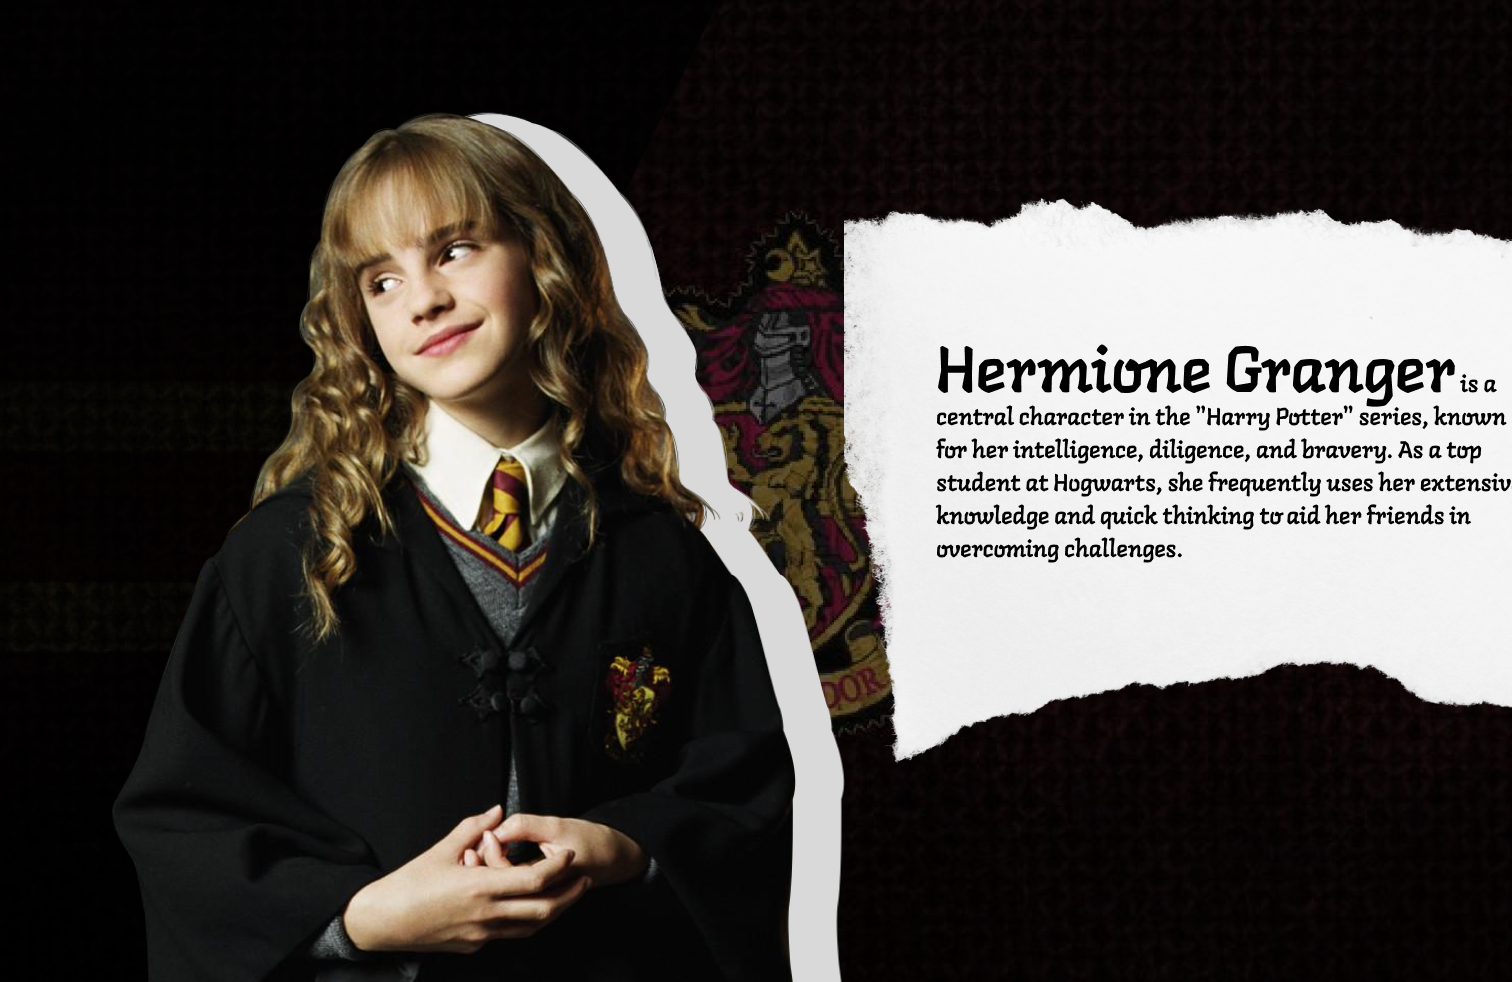 Hermione Granger is a
central character in the "Harry Potter" series, known
for her intelligence, diligence, and bravery. As a top
student at Hogwarts, she frequently uses her extensiv
knowledge and quick thinking to aid her friends in
overcoming challenges.
DOR